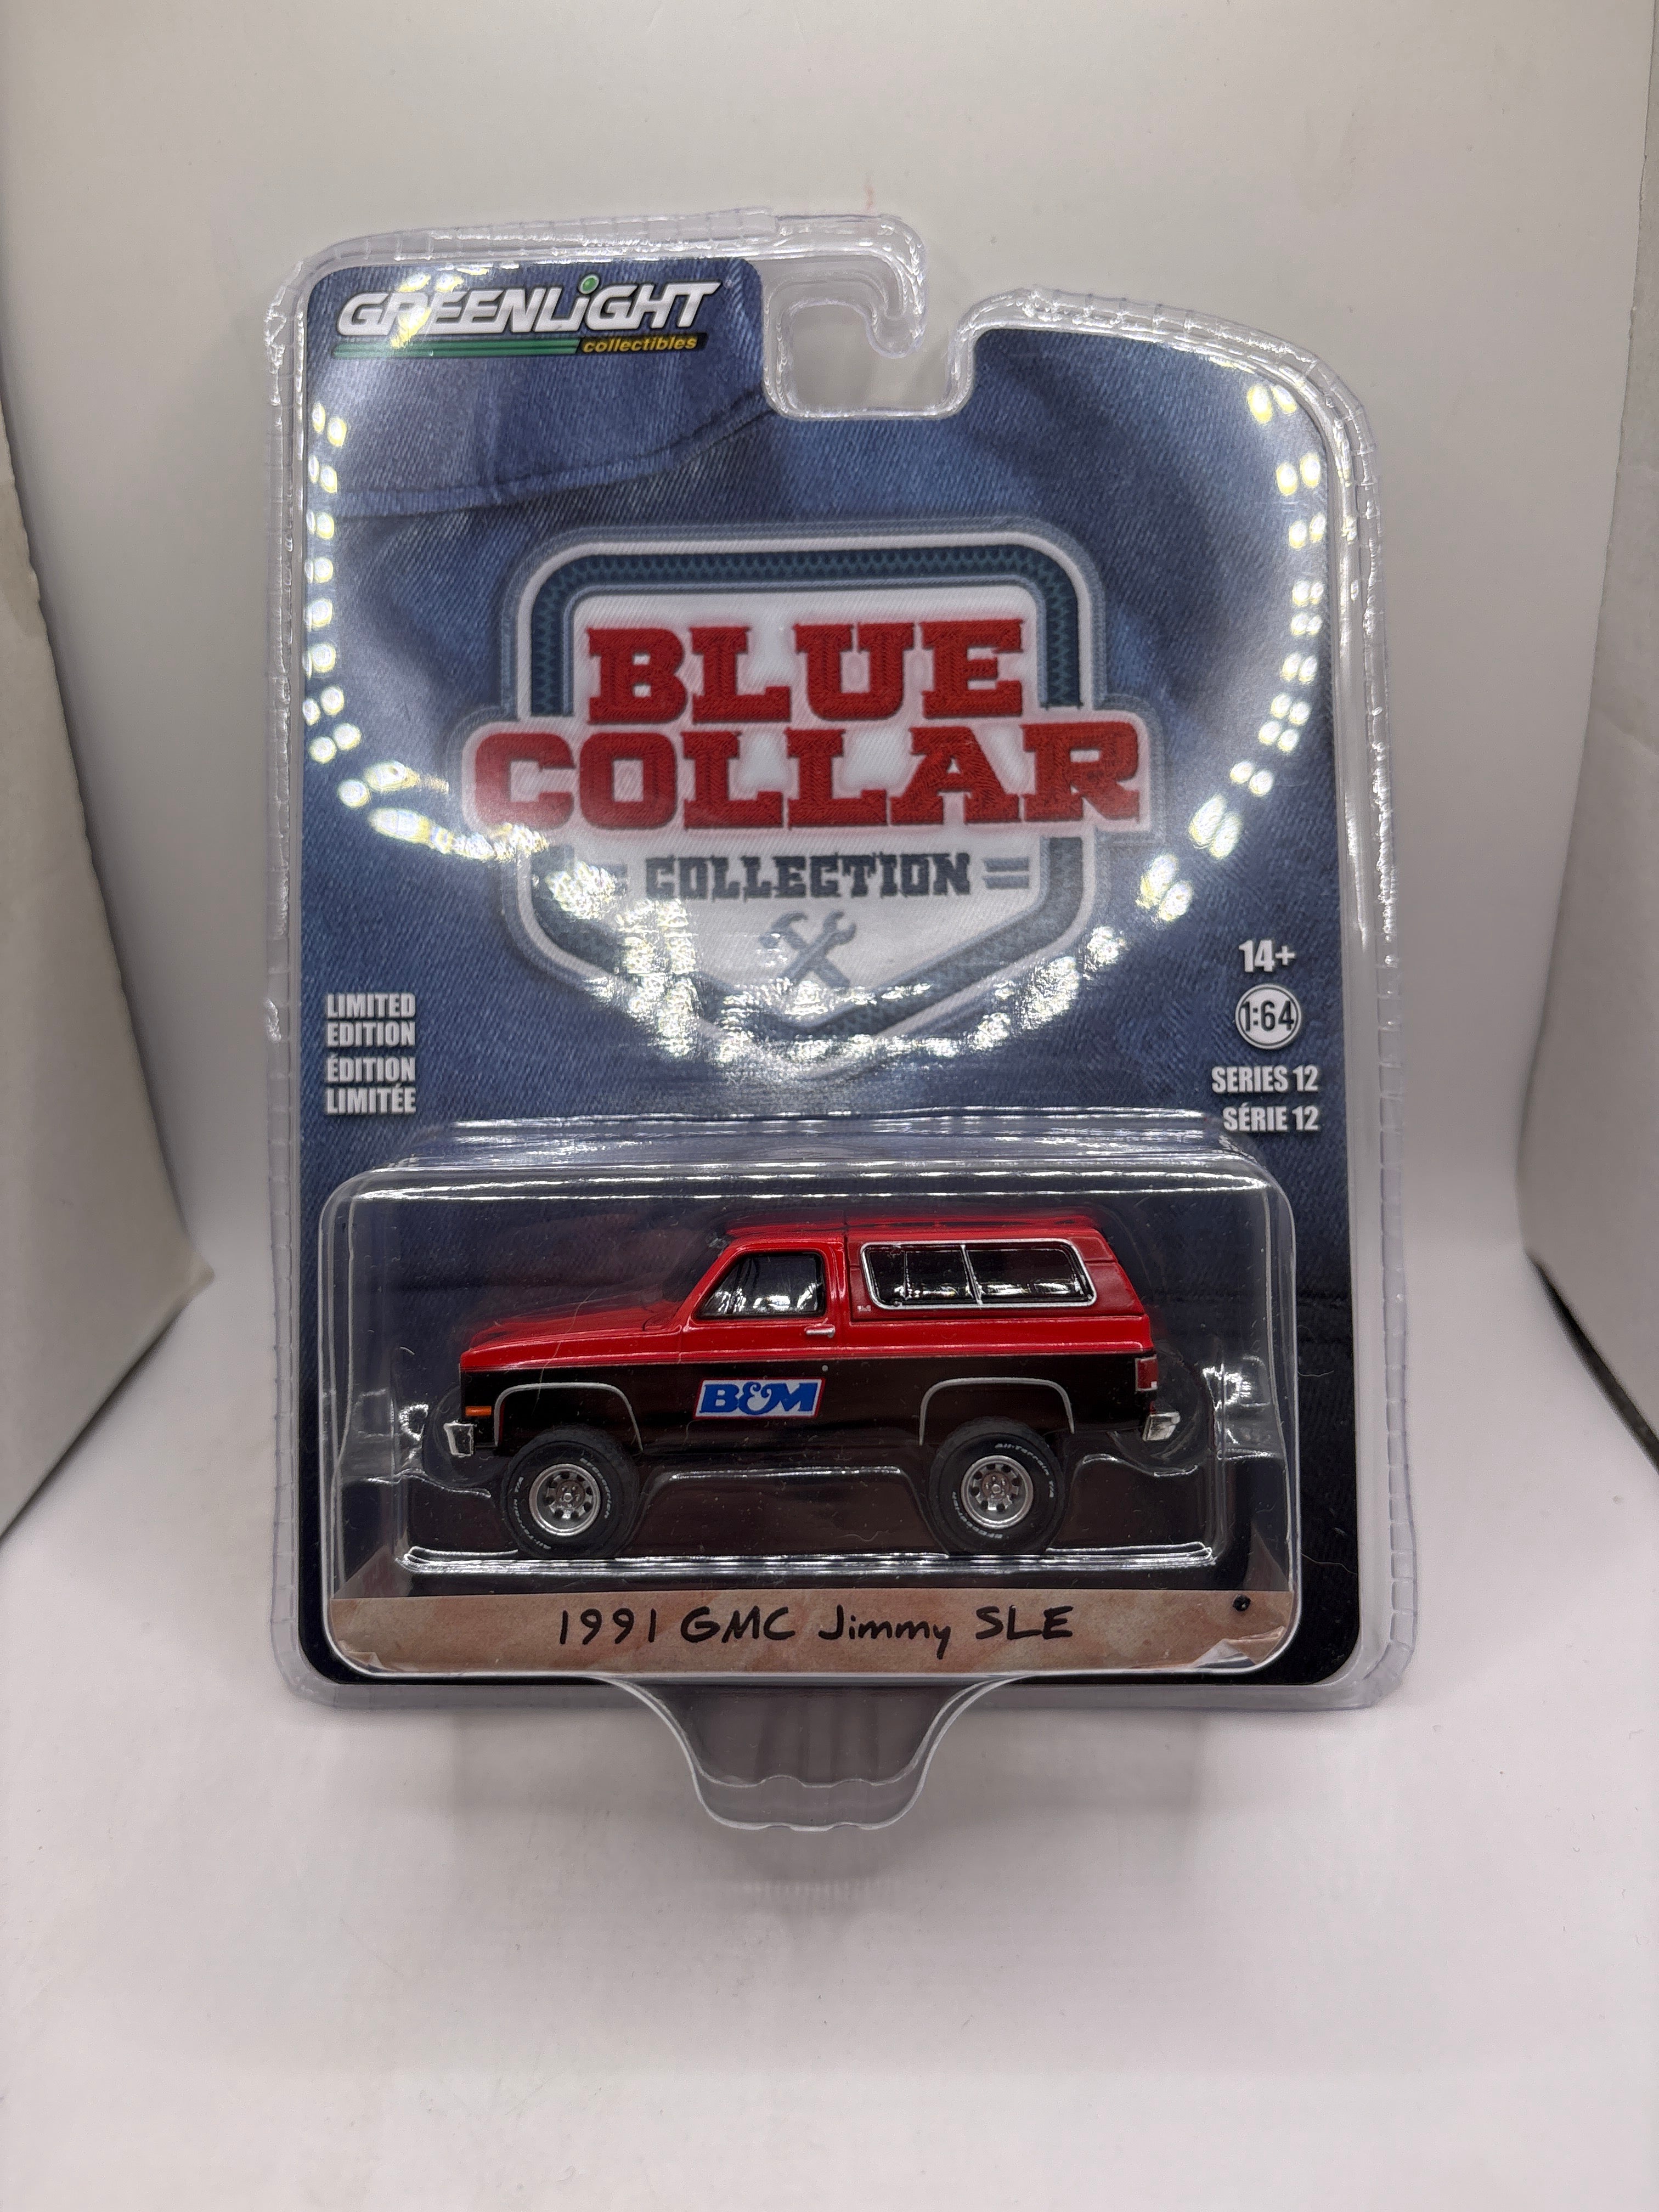 GREENLiGHT
collectibles
BLUE
COLLAR
COLLECTION
14+
1:64
SERIES 12
SÉRIE 12
LIMITED
EDITION
ÉDITION
LIMITÉE
B&M
1991 GMC Jimmy SLE